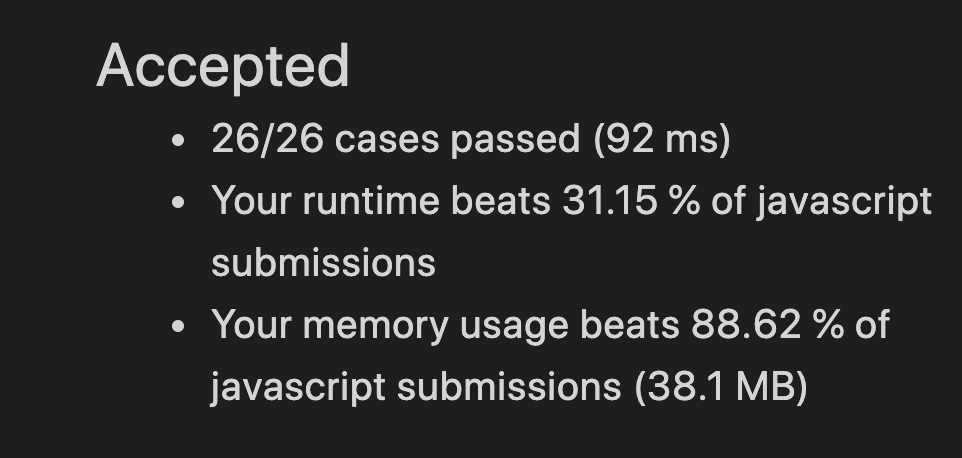 Accepted
• 26/26 cases passed (92 ms)
• Your runtime beats 31.15 % of javascript
submissions
• Your memory usage beats 88.62 % of
javascript submissions (38.1 MB)